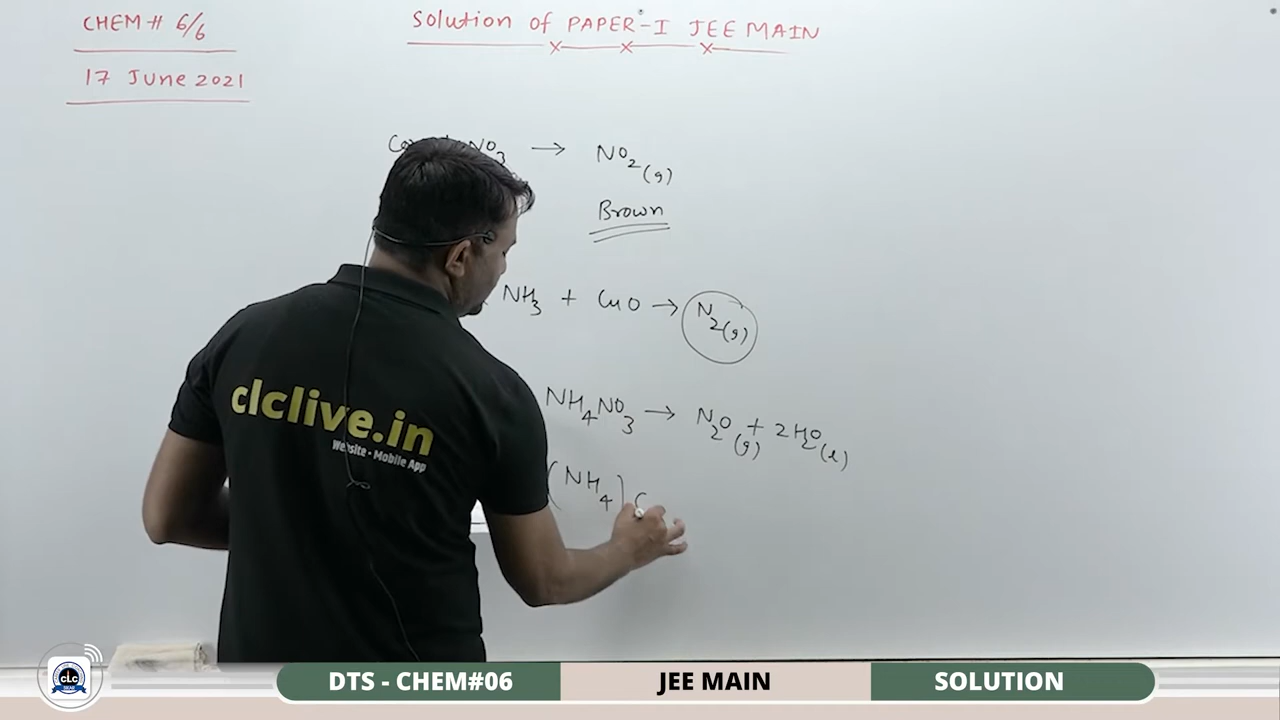 CHEM# 6/6
17 June 2021
Solution of PAPER-I JEE MAIN
NO3 → NO2(g)
Brown
NH3 + CuO → N2(g)
NH4NO3 → N2O(g) + 2H2O(l)
(NH4) C
clclive.in
Website - Mobile App
CLC
DTS - CHEM#06
JEE MAIN
SOLUTION